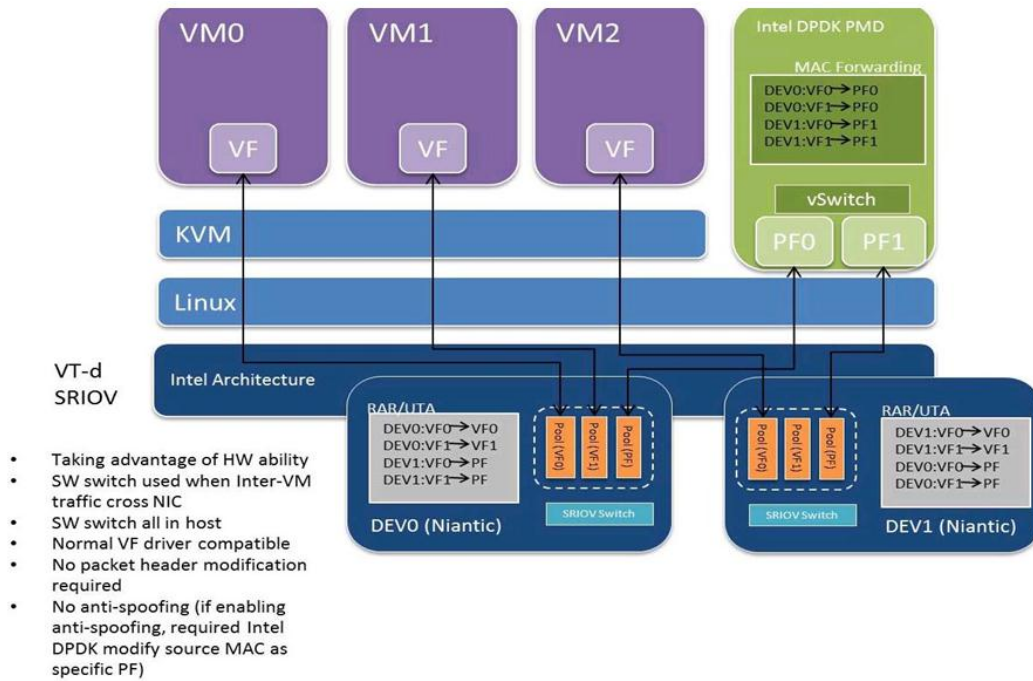 VM0
VM1
VM2
Intel DPDK PMD
MAC Forwarding
DEV0:VF0→PF0
DEV0:VF1→PF0
DEV1:VF0→PF1
DEV1:VF1→PF1
VF
VF
VF
vSwitch
PF0
PF1
KVM
Linux
VT-d
SRIOV
Intel Architecture
RAR/UTA
DEV0:VF0→VF0
DEV0:VF1→VF1
DEV1:VF0→PF
DEV1:VF1→PF
Pool(VF0)
Pool(VF1)
Pool(PF)
SRIOV Switch
DEV0 (Niantic)
Pool(VF0)
Pool(VF1)
Pool(PF)
SRIOV Switch
RAR/UTA
DEV1:VF0→VF0
DEV1:VF1→VF1
DEV0:VF0→PF
DEV0:VF1→PF
DEV1 (Niantic)
• Taking advantage of HW ability
• SW switch used when Inter-VM
traffic cross NIC
• SW switch all in host
• Normal VF driver compatible
• No packet header modification
required
• No anti-spoofing (if enabling
anti-spoofing, required Intel
DPDK modify source MAC as
specific PF)